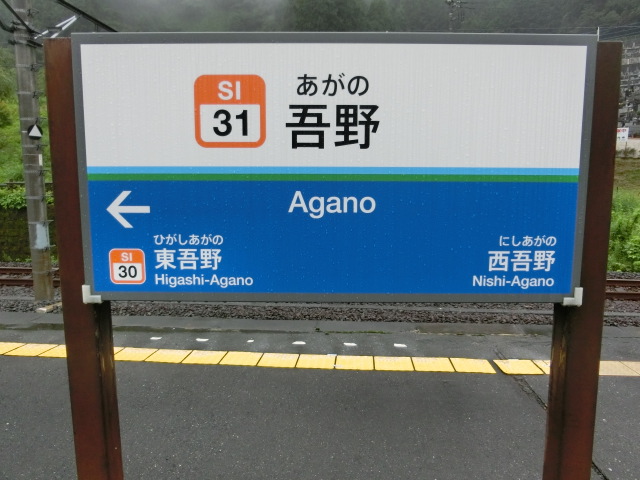 SI
31
あがの
吾野
Agano
SI
30
ひがしあがの
東吾野
Higashi-Agano
にしあがの
西吾野
Nishi-Agano